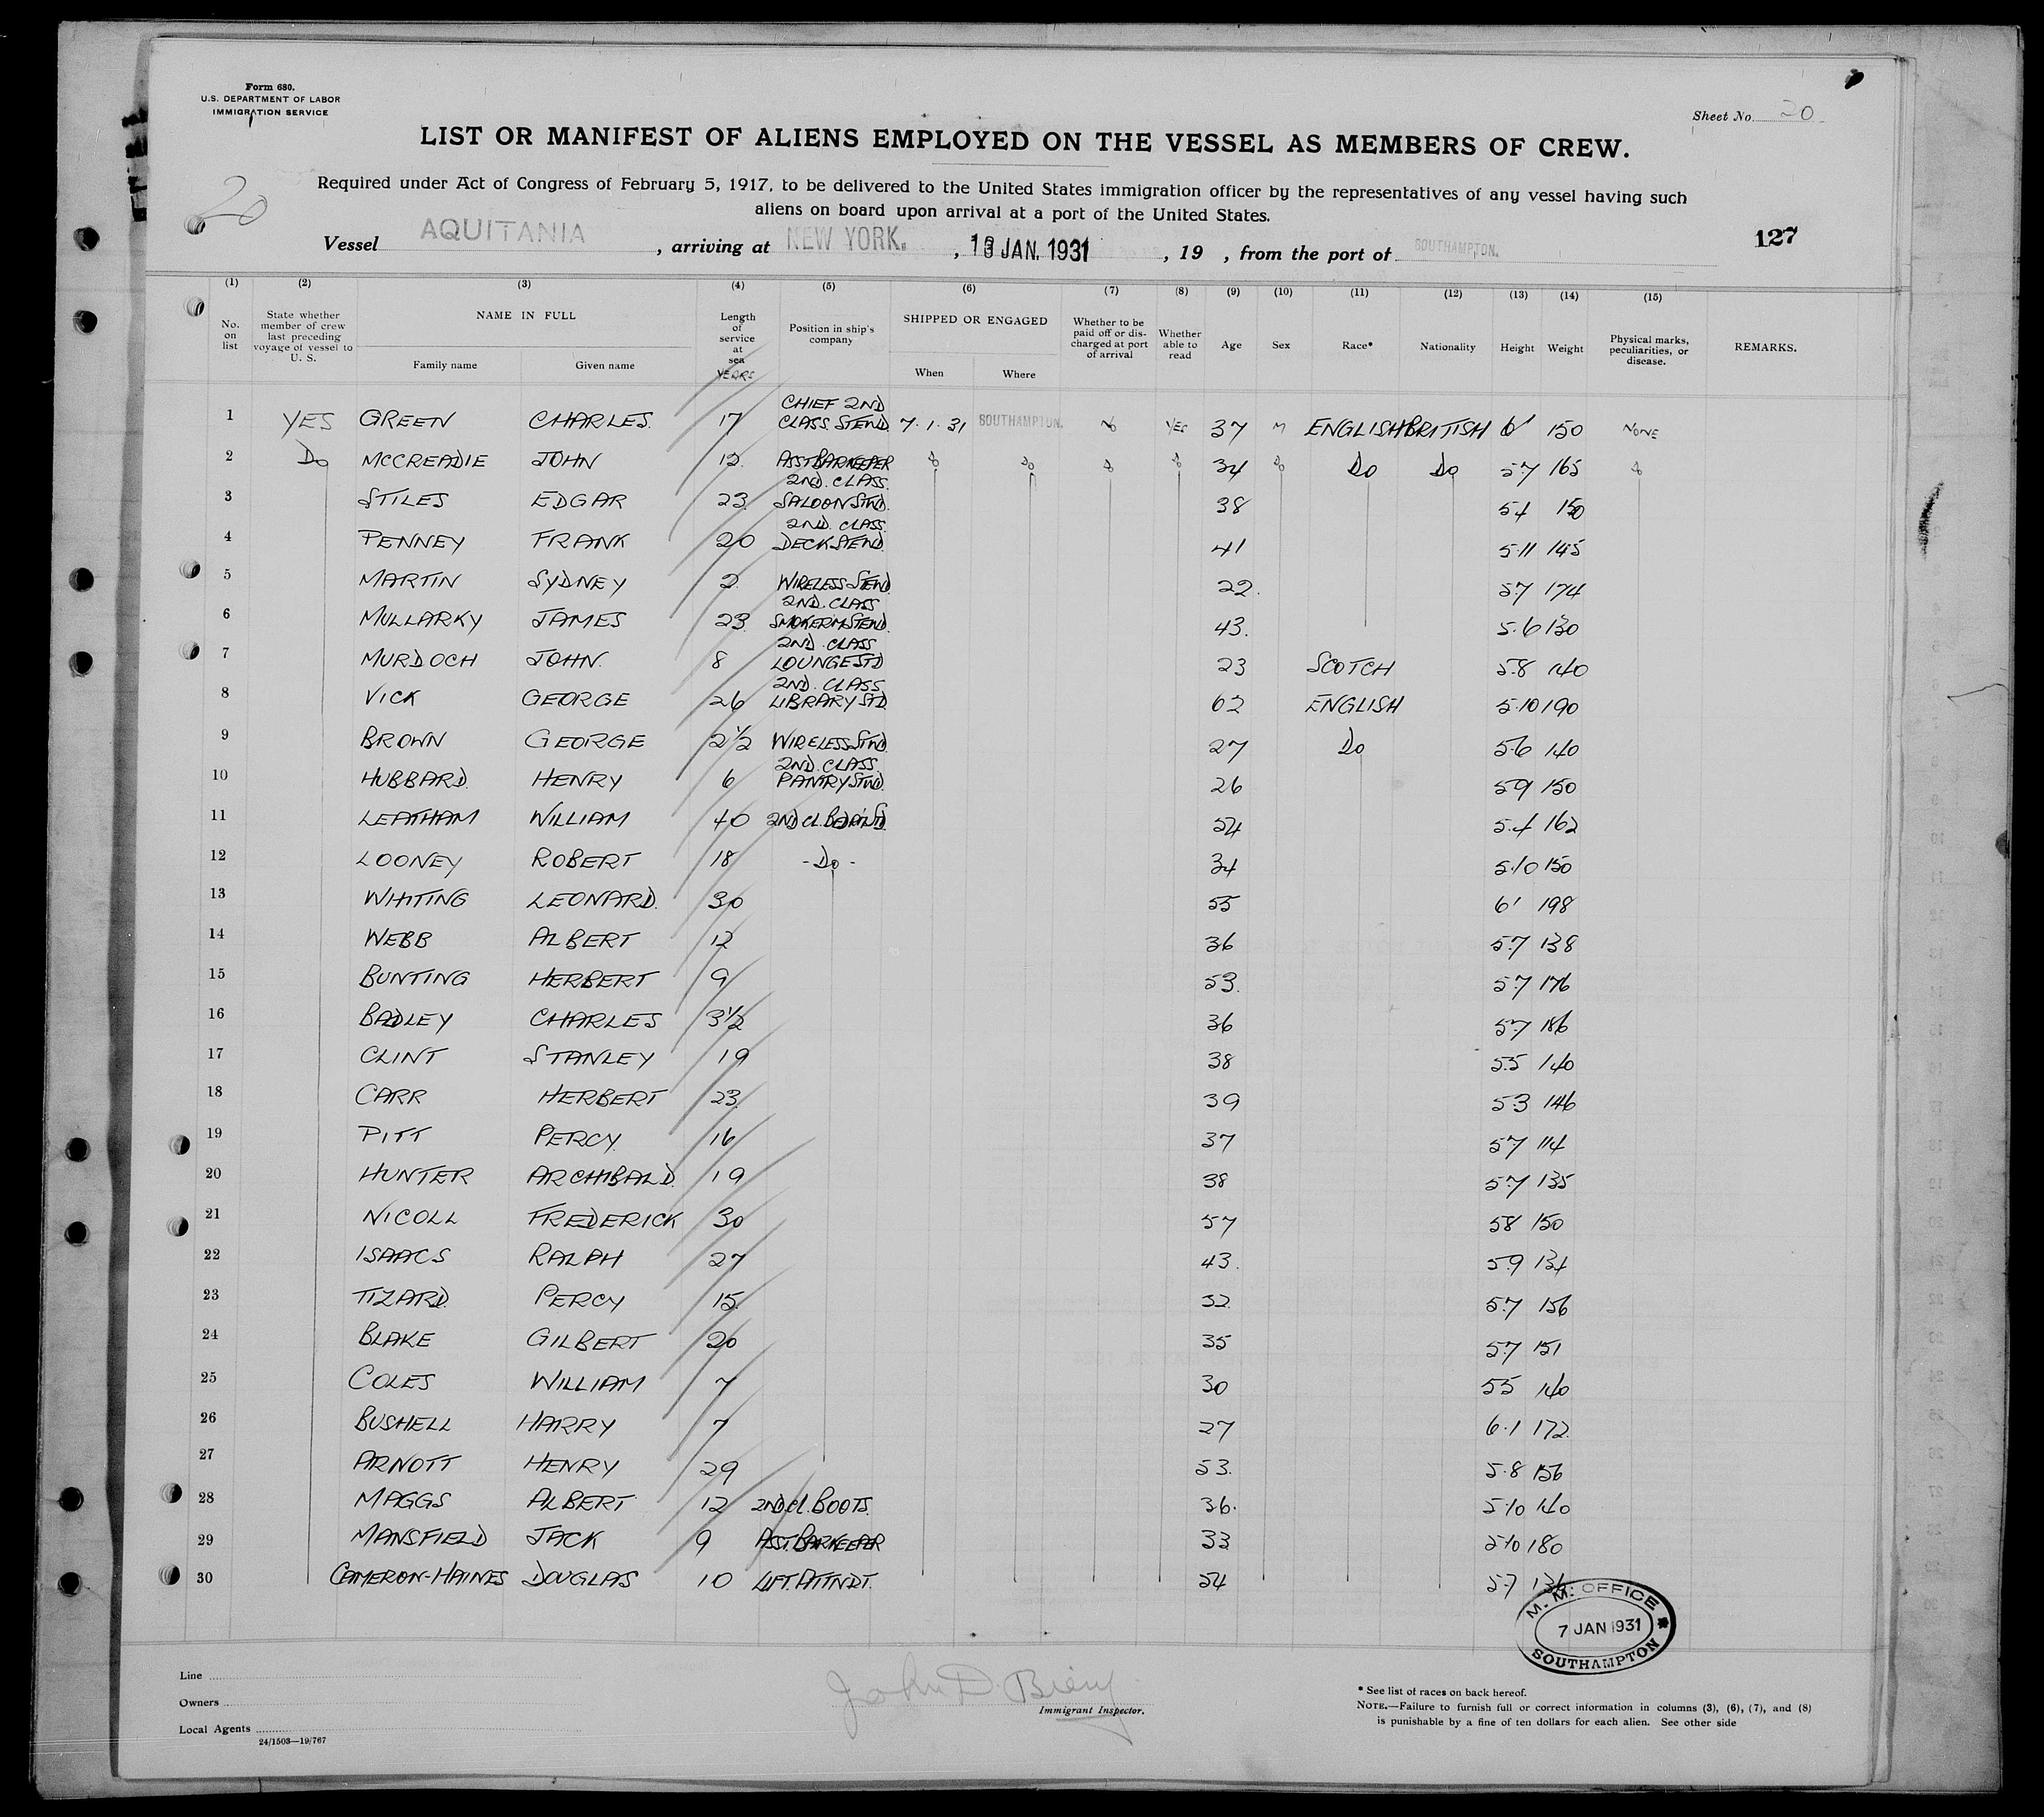 Form 680.
U.S. DEPARTMENT OF LABOR
IMMIGRATION SERVICE
Sheet No. 20
LIST OR MANIFEST OF ALIENS EMPLOYED ON THE VESSEL AS MEMBERS OF CREW.
20
Required under Act of Congress of February 5, 1917, to be delivered to the United States immigration officer by the representatives of any vessel having such
aliens on board upon arrival at a port of the United States.
Vessel AQUITANIA, arriving at NEW YORK., 13 JAN. 1931, 19 , from the port of SOUTHAMPTON.
127
(1) (2) (3) (4) (5) (6) (7) (8) (9) (10) (11) (12) (13) (14) (15)
No. on list
State whether member of crew last preceding voyage of vessel to U. S.
NAME IN FULL
Family name Given name
Length of service at sea YEARS
Position in ship's company
SHIPPED OR ENGAGED
When Where
Whether to be paid off or discharged at port of arrival
Whether able to read
Age Sex Race* Nationality Height Weight
Physical marks, peculiarities, or disease.
REMARKS.
1 YES GREEN CHARLES. 17 CHIEF 2ND CLASS. STEWD. 7.1.31 SOUTHAMPTON. No YES 37 M ENGLISH BRITISH 6' 150 NONE
2 Do MCCREADIE JOHN 12. ASST BARKEEPER Do Do Do Do 34 Do Do Do 5.7 165 Do
3 STILES EDGAR 23. 2ND. CLASS. SALOON STWD. 38 5.4 150
4 PENNEY FRANK 20 2ND. CLASS. DECK STEWD. 41 5.11 145
5 MARTIN SYDNEY 2. WIRELESS STEWD. 22. 5.7 174
6 MULLARKY JAMES 23. 2ND. CLASS SMOKERM STEWD. 43. 5.6 130
7 MURDOCH JOHN. 8 2ND. CLASS LOUNGE STD 23 SCOTCH 5.8 140
8 VICK GEORGE 26 2ND. CLASS. LIBRARY STD. 62 ENGLISH 5.10 190
9 BROWN GEORGE 2½ WIRELESS STWD. 27 Do 5.6 140
10 HUBBARD. HENRY 6 2ND. CLASS. PANTRY STWD. 26 5.9 150
11 LEATHAM WILLIAM 40 2ND CL. BEDRM STD. 54 5.4 162
12 LOONEY ROBERT 18 - Do - 34 5.10 150
13 WHITING LEONARD. 30 55 6' 198
14 WEBB ALBERT 12 36 5.7 138
15 BUNTING HERBERT 9 53. 5.7 176
16 BADLEY CHARLES 3½ 36 5.7 186
17 CLINT STANLEY 19 38 5.5 140
18 CARR HERBERT 23. 39 5.3 146
19 PITT PERCY. 16 37 5.7 114
20 HUNTER ARCHIBALD. 19 38 5.7 135
21 NICOLL FREDERICK 30 57 5.8 150
22 ISAACS RALPH 27 43. 5.9 134
23 TIZARD. PERCY 15. 32. 5.7 156
24 BLAKE GILBERT 20 35 5.7 151
25 COLES WILLIAM 7 30 5.5 140
26 BUSHELL HARRY 7 27 6.1 172.
27 ARNOTT HENRY 29 53. 5.8 156
28 MAGGS ALBERT 12 2ND CL. BOOTS. 36. 5.10 140
29 MANSFIELD JACK 9 ASST. BARKEEPER 33 5.10 180
30 CAMERON-HAINES DOUGLAS 10 LIFT. ATTNDT. 54 5.7
M. M. OFFICE
7 JAN 1931
SOUTHAMPTON
Line
Owners
Local Agents
24/1503—19/767
John D.
Immigrant Inspector.
* See list of races on back hereof.
NOTE.—Failure to furnish full or correct information in columns (3), (6), (7), and (8)
is punishable by a fine of ten dollars for each alien. See other side